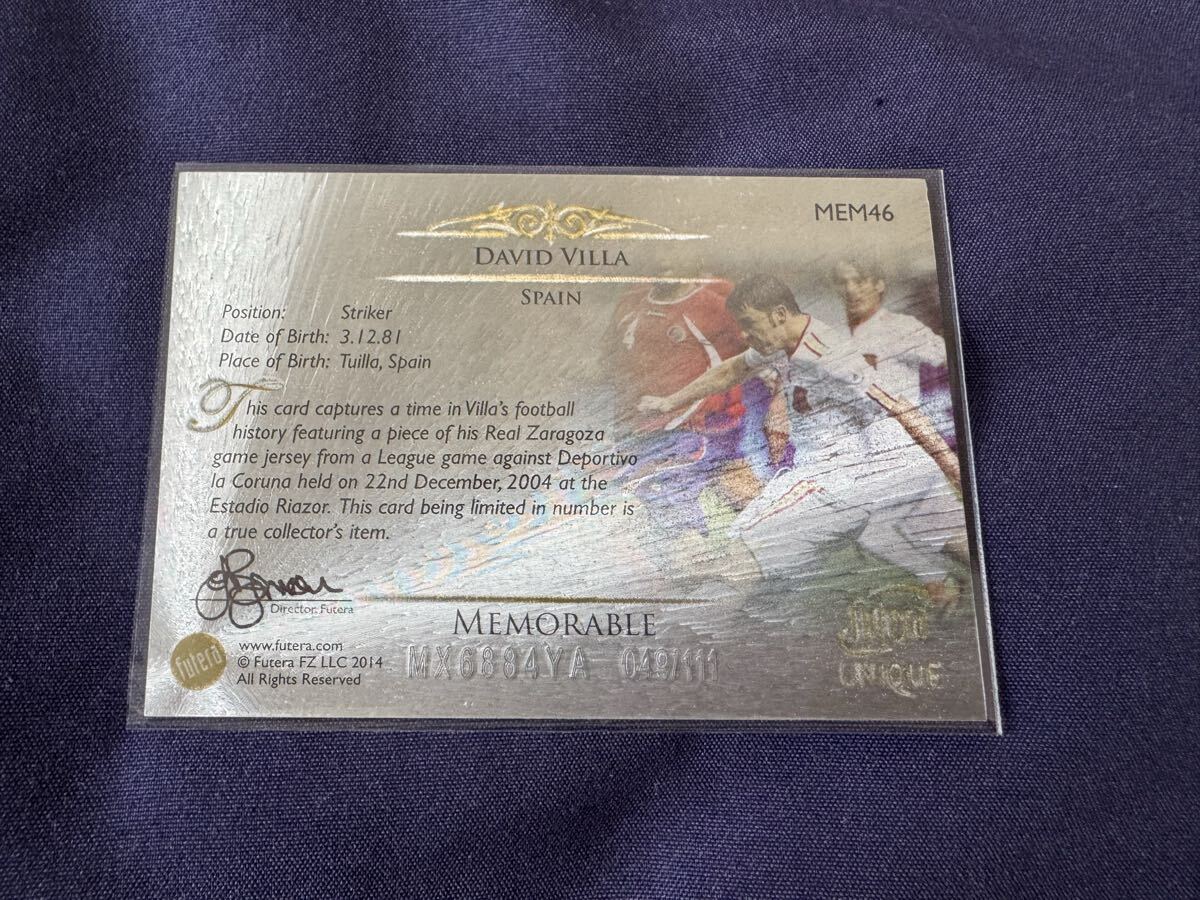 MEM46
DAVID VILLA
SPAIN
Position: Striker
Date of Birth: 3.12.81
Place of Birth: Tuilla, Spain
This card captures a time in Villa's football
history featuring a piece of his Real Zaragoza
game jersey from a League game against Deportivo
la Coruna held on 22nd December, 2004 at the
Estadio Riazor. This card being limited in number is
a true collector's item.
Director: Futera
MEMORABLE
futera
www.futera.com
© Futera FZ LLC 2014
All Rights Reserved
MX6884YA 049/111
futera
UNIQUE